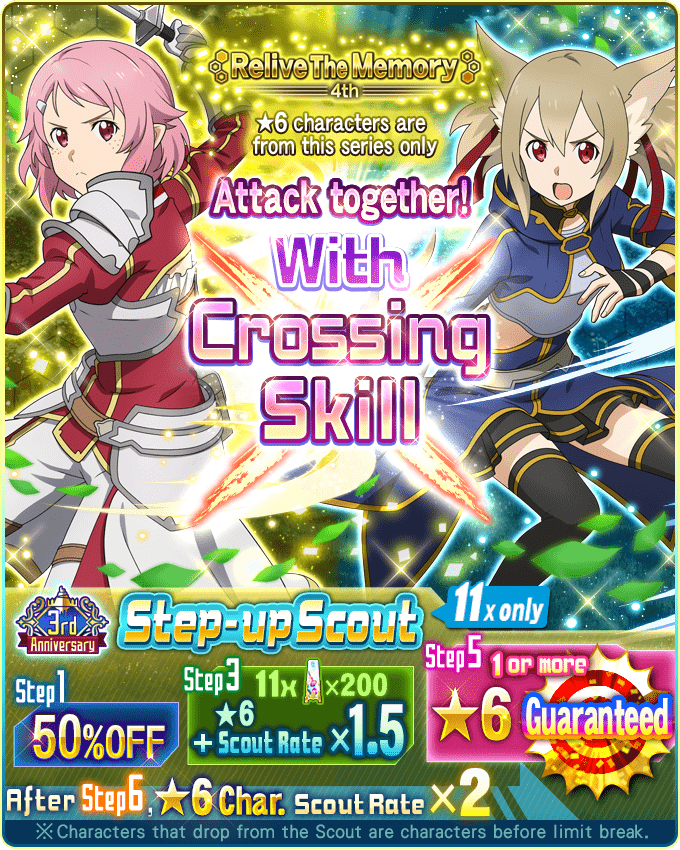 Relive The Memory
4th
★6 characters are
from this series only
Attack together!
With
Crossing
Skill
3rd
Anniversary
Step-up Scout
11x only
Step1
50%OFF
Step3
11x ×200
★6
+ Scout Rate ×1.5
Step5
1 or more
★6 Guaranteed
After Step6, ★6 Char. Scout Rate ×2
※Characters that drop from the Scout are characters before limit break.